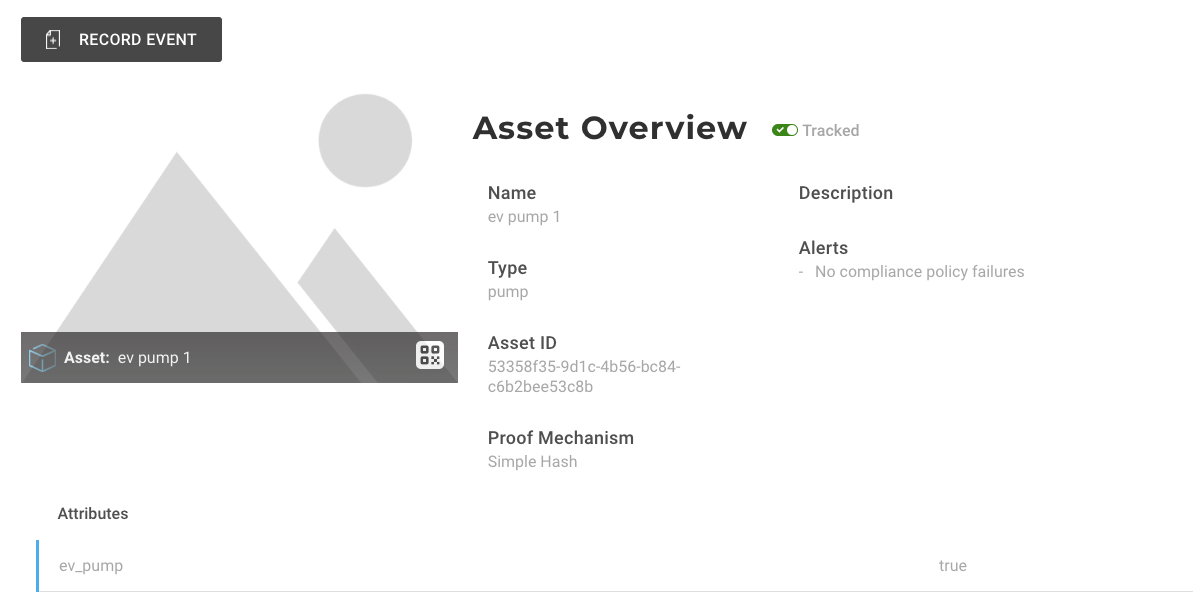 RECORD EVENT
Asset Overview
Tracked
Name
ev pump 1
Description
Alerts
- No compliance policy failures
Type
pump
Asset ID
53358f35-9d1c-4b56-bc84-
c6b2bee53c8b
Asset: ev pump 1
Proof Mechanism
Simple Hash
Attributes
ev_pump true